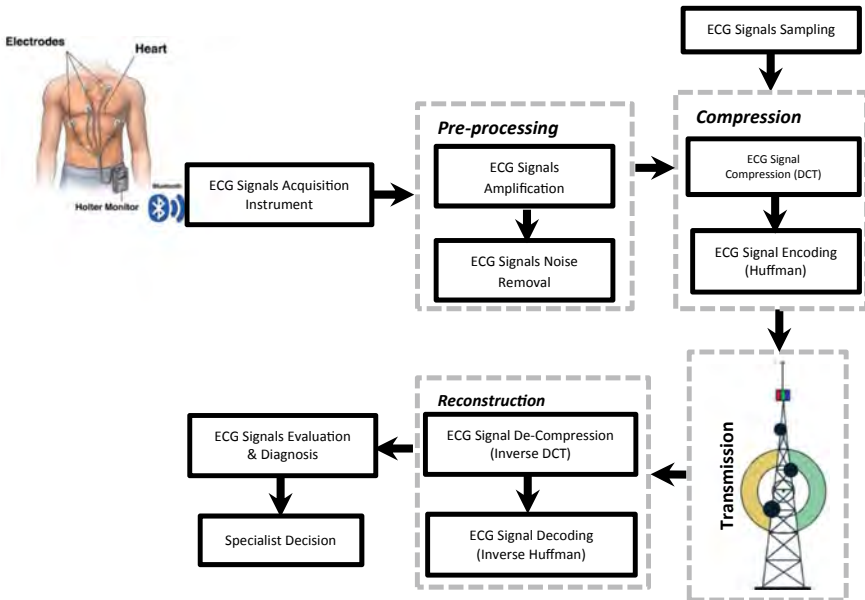 Electrodes
Heart
Holter Monitor
Bluetooth
ECG Signals Acquisition
Instrument
Pre-processing
ECG Signals
Amplification
ECG Signals Noise
Removal
ECG Signals Sampling
Compression
ECG Signal
Compression (DCT)
ECG Signal Encoding
(Huffman)
Transmission
Reconstruction
ECG Signal De-Compression
(Inverse DCT)
ECG Signal Decoding
(Inverse Huffman)
ECG Signals Evaluation
& Diagnosis
Specialist Decision